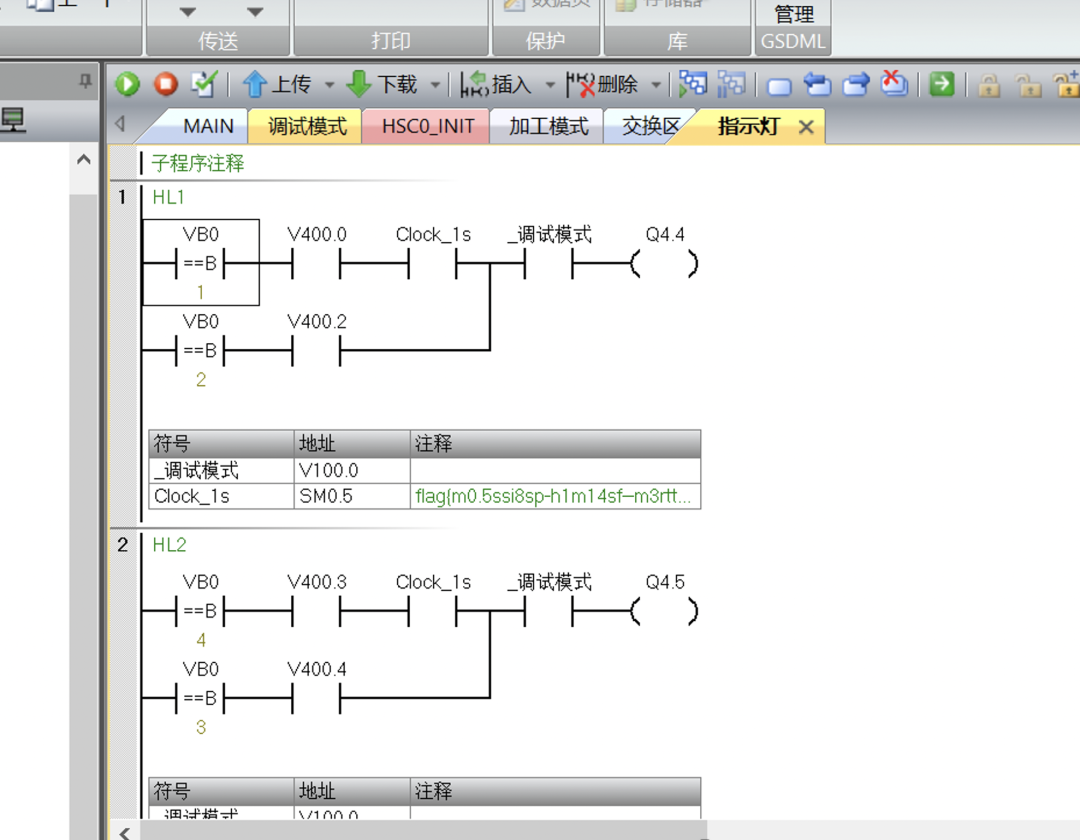 管理
传送 打印 保护 库 GSDML
上传 下载 插入 删除
MAIN 调试模式 HSC0_INIT 加工模式 交换区 指示灯
子程序注释
1 HL1
VB0 V400.0 Clock_1s _调试模式 Q4.4
==B
1
VB0 V400.2
==B
2
符号 地址 注释
_调试模式 V100.0
Clock_1s SM0.5 flag{m0.5ssi8sp-h1m14sf—m3rtt...
2 HL2
VB0 V400.3 Clock_1s _调试模式 Q4.5
==B
4
VB0 V400.4
==B
3
符号 地址 注释
_调试模式 V100.0